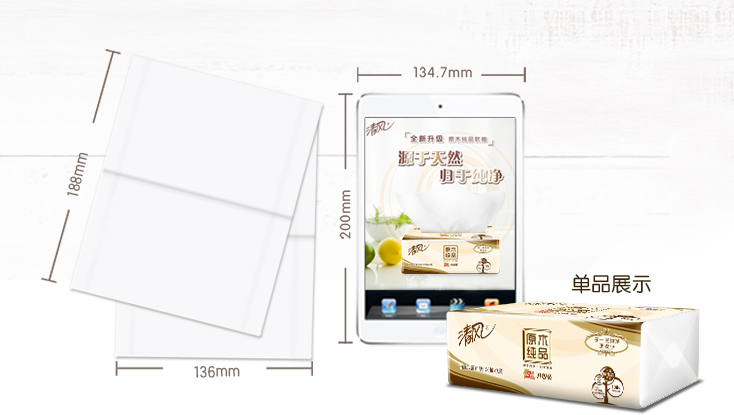 134.7mm
188mm
200mm
136mm
清风
全新升级 原木纯品软抽
源于天然
归于纯净
清风
原木
纯品
单品展示
清风
原木
纯品